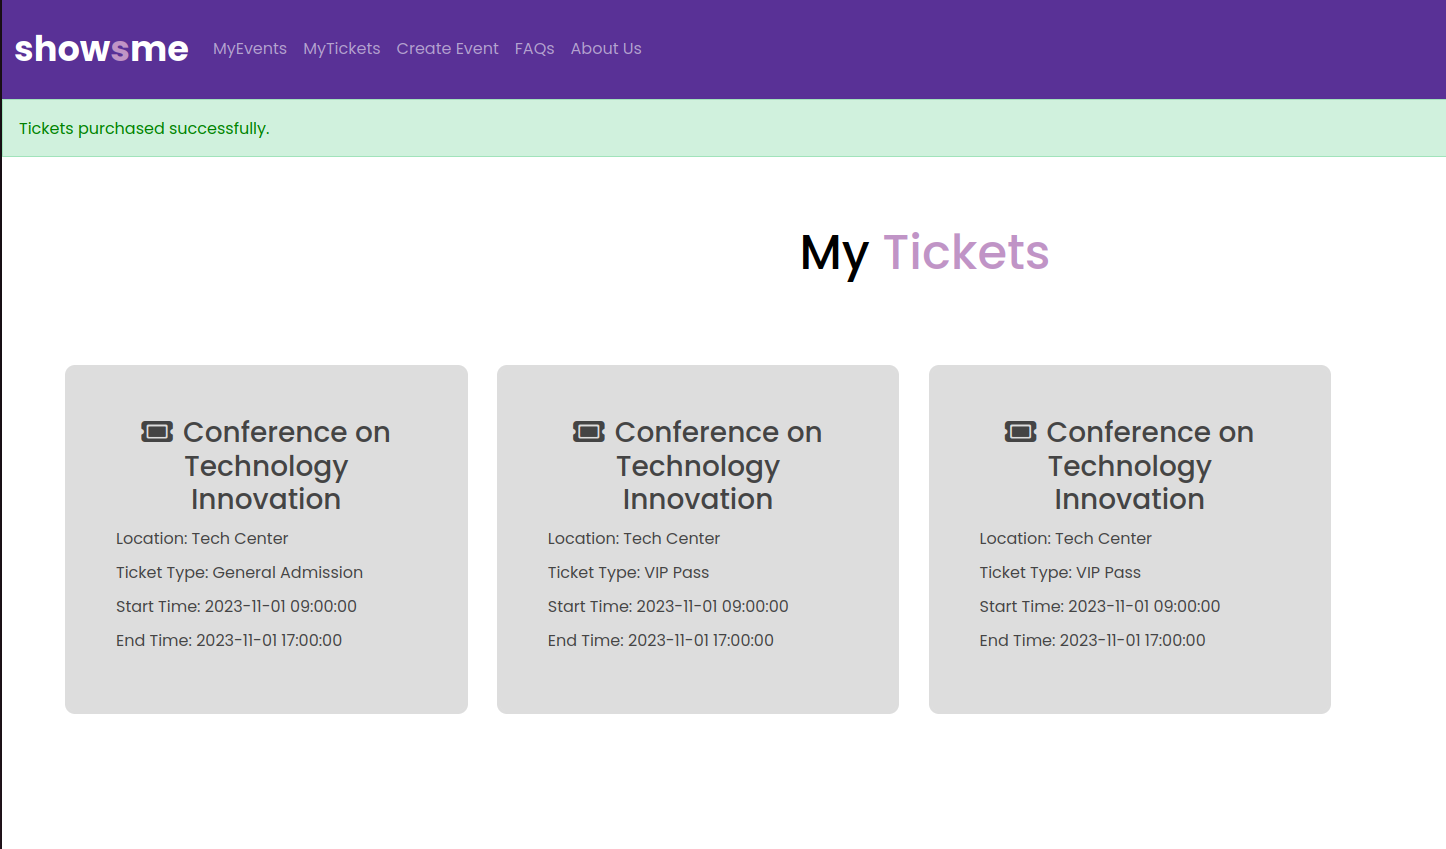 showsme MyEvents MyTickets Create Event FAQs About Us
Tickets purchased successfully.
My Tickets
Conference on
Technology
Innovation
Location: Tech Center
Ticket Type: General Admission
Start Time: 2023-11-01 09:00:00
End Time: 2023-11-01 17:00:00
Conference on
Technology
Innovation
Location: Tech Center
Ticket Type: VIP Pass
Start Time: 2023-11-01 09:00:00
End Time: 2023-11-01 17:00:00
Conference on
Technology
Innovation
Location: Tech Center
Ticket Type: VIP Pass
Start Time: 2023-11-01 09:00:00
End Time: 2023-11-01 17:00:00